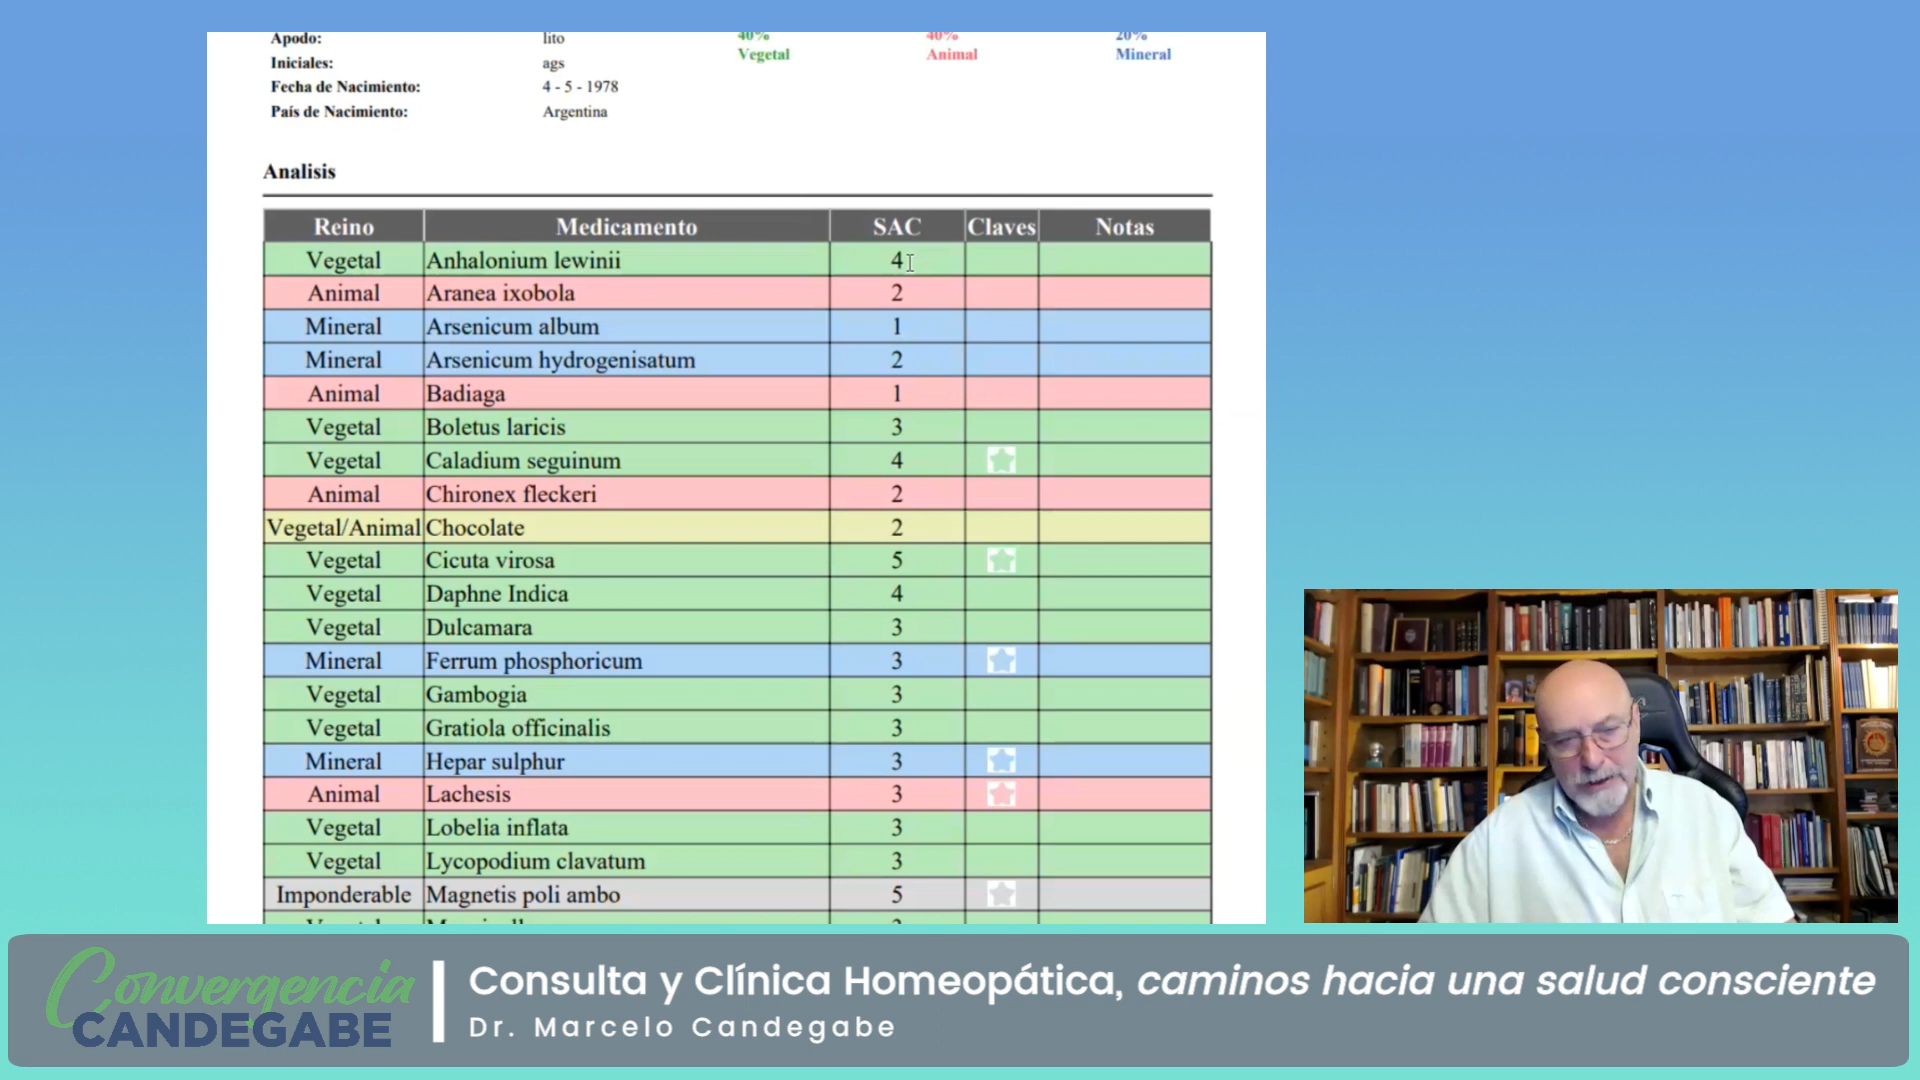 Apodo: lito 40% 40% 20%
Vegetal Animal Mineral
Iniciales: ags
Fecha de Nacimiento: 4 - 5 - 1978
País de Nacimiento: Argentina
Analisis
Reino Medicamento SAC Claves Notas
Vegetal Anhalonium lewinii 4
Animal Aranea ixobola 2
Mineral Arsenicum album 1
Mineral Arsenicum hydrogenisatum 2
Animal Badiaga 1
Vegetal Boletus laricis 3
Vegetal Caladium seguinum 4
Animal Chironex fleckeri 2
Vegetal/Animal Chocolate 2
Vegetal Cicuta virosa 5
Vegetal Daphne Indica 4
Vegetal Dulcamara 3
Mineral Ferrum phosphoricum 3
Vegetal Gambogia 3
Vegetal Gratiola officinalis 3
Mineral Hepar sulphur 3
Animal Lachesis 3
Vegetal Lobelia inflata 3
Vegetal Lycopodium clavatum 3
Imponderable Magnetis poli ambo 5
Convergencia
CANDEGABE
Consulta y Clínica Homeopática, caminos hacia una salud consciente
Dr. Marcelo Candegabe